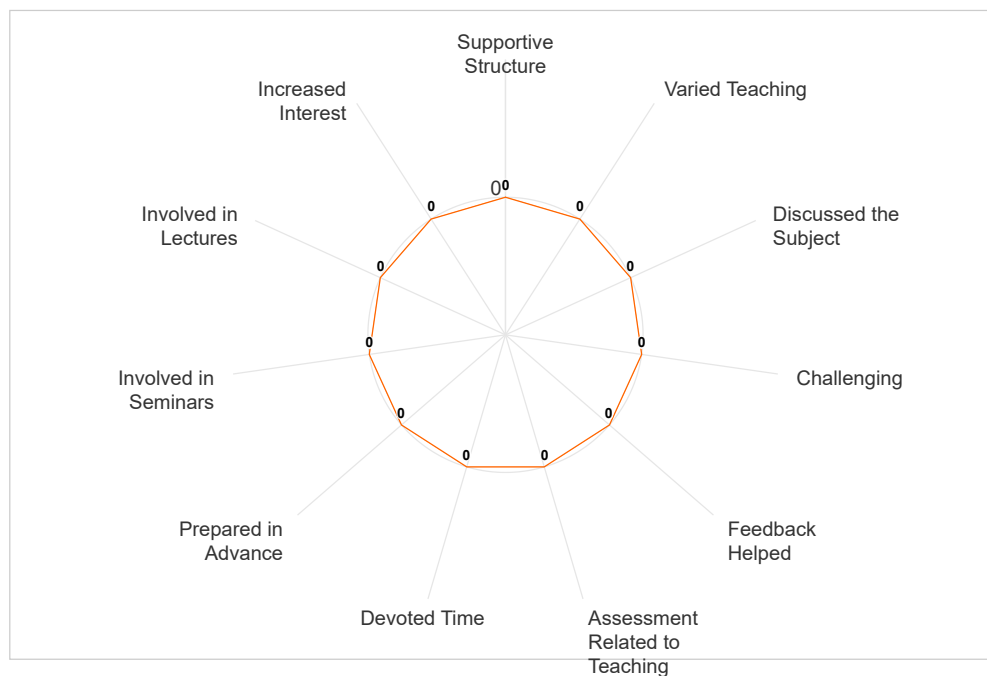 Supportive
Structure
Increased
Interest
Varied Teaching
0
0
0
0
Involved in
Lectures
Discussed the
Subject
0
0
0
0
Involved in
Seminars
Challenging
0
0
0
0
Prepared in
Advance
Feedback
Helped
Devoted Time
Assessment
Related to
Teaching